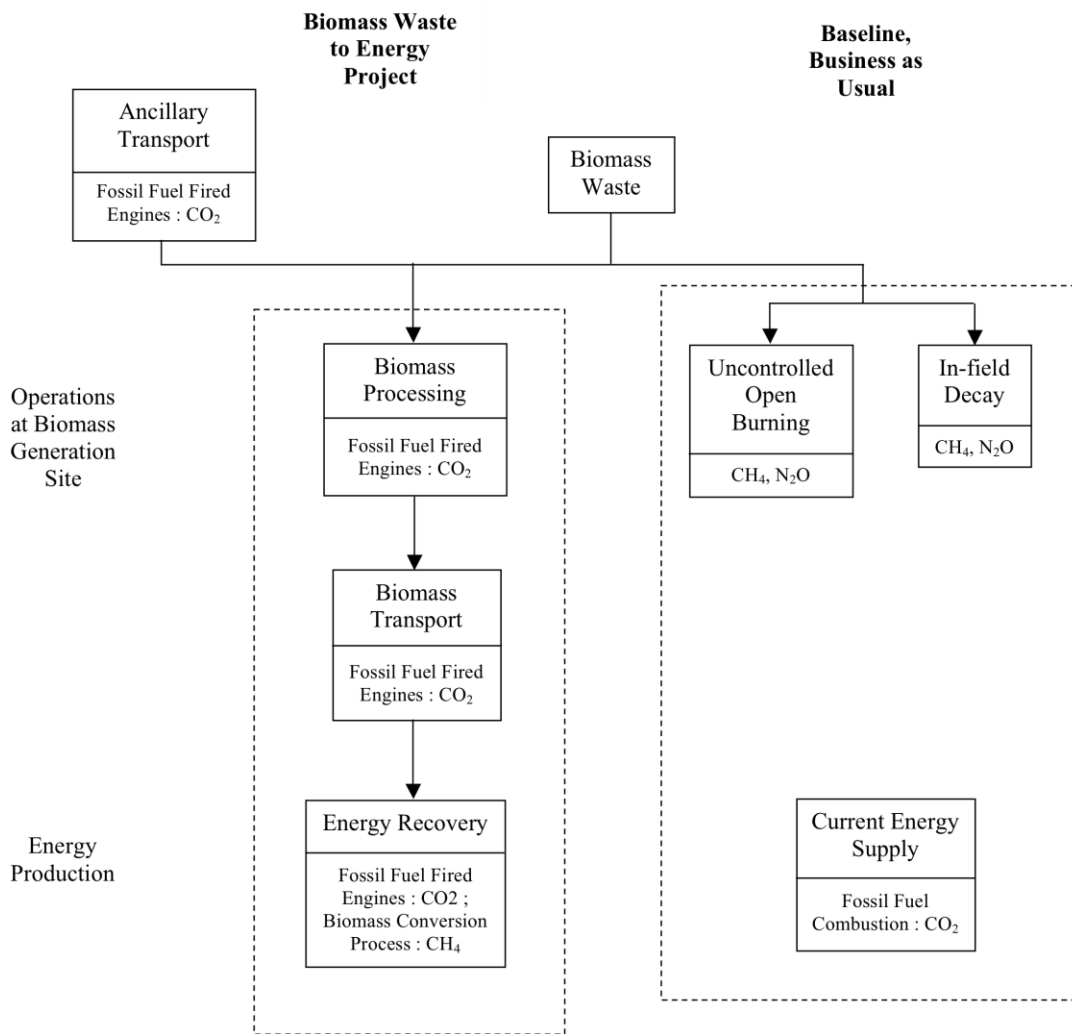 Biomass Waste
to Energy
Project
Baseline,
Business as
Usual
Ancillary
Transport
Fossil Fuel Fired
Engines : CO₂
Biomass
Waste
Operations
at Biomass
Generation
Site
Biomass
Processing
Fossil Fuel Fired
Engines : CO₂
Uncontrolled
Open
Burning
CH₄, N₂O
In-field
Decay
CH₄, N₂O
Biomass
Transport
Fossil Fuel Fired
Engines : CO₂
Energy
Production
Energy Recovery
Fossil Fuel Fired
Engines : CO2 ;
Biomass Conversion
Process : CH₄
Current Energy
Supply
Fossil Fuel
Combustion : CO₂